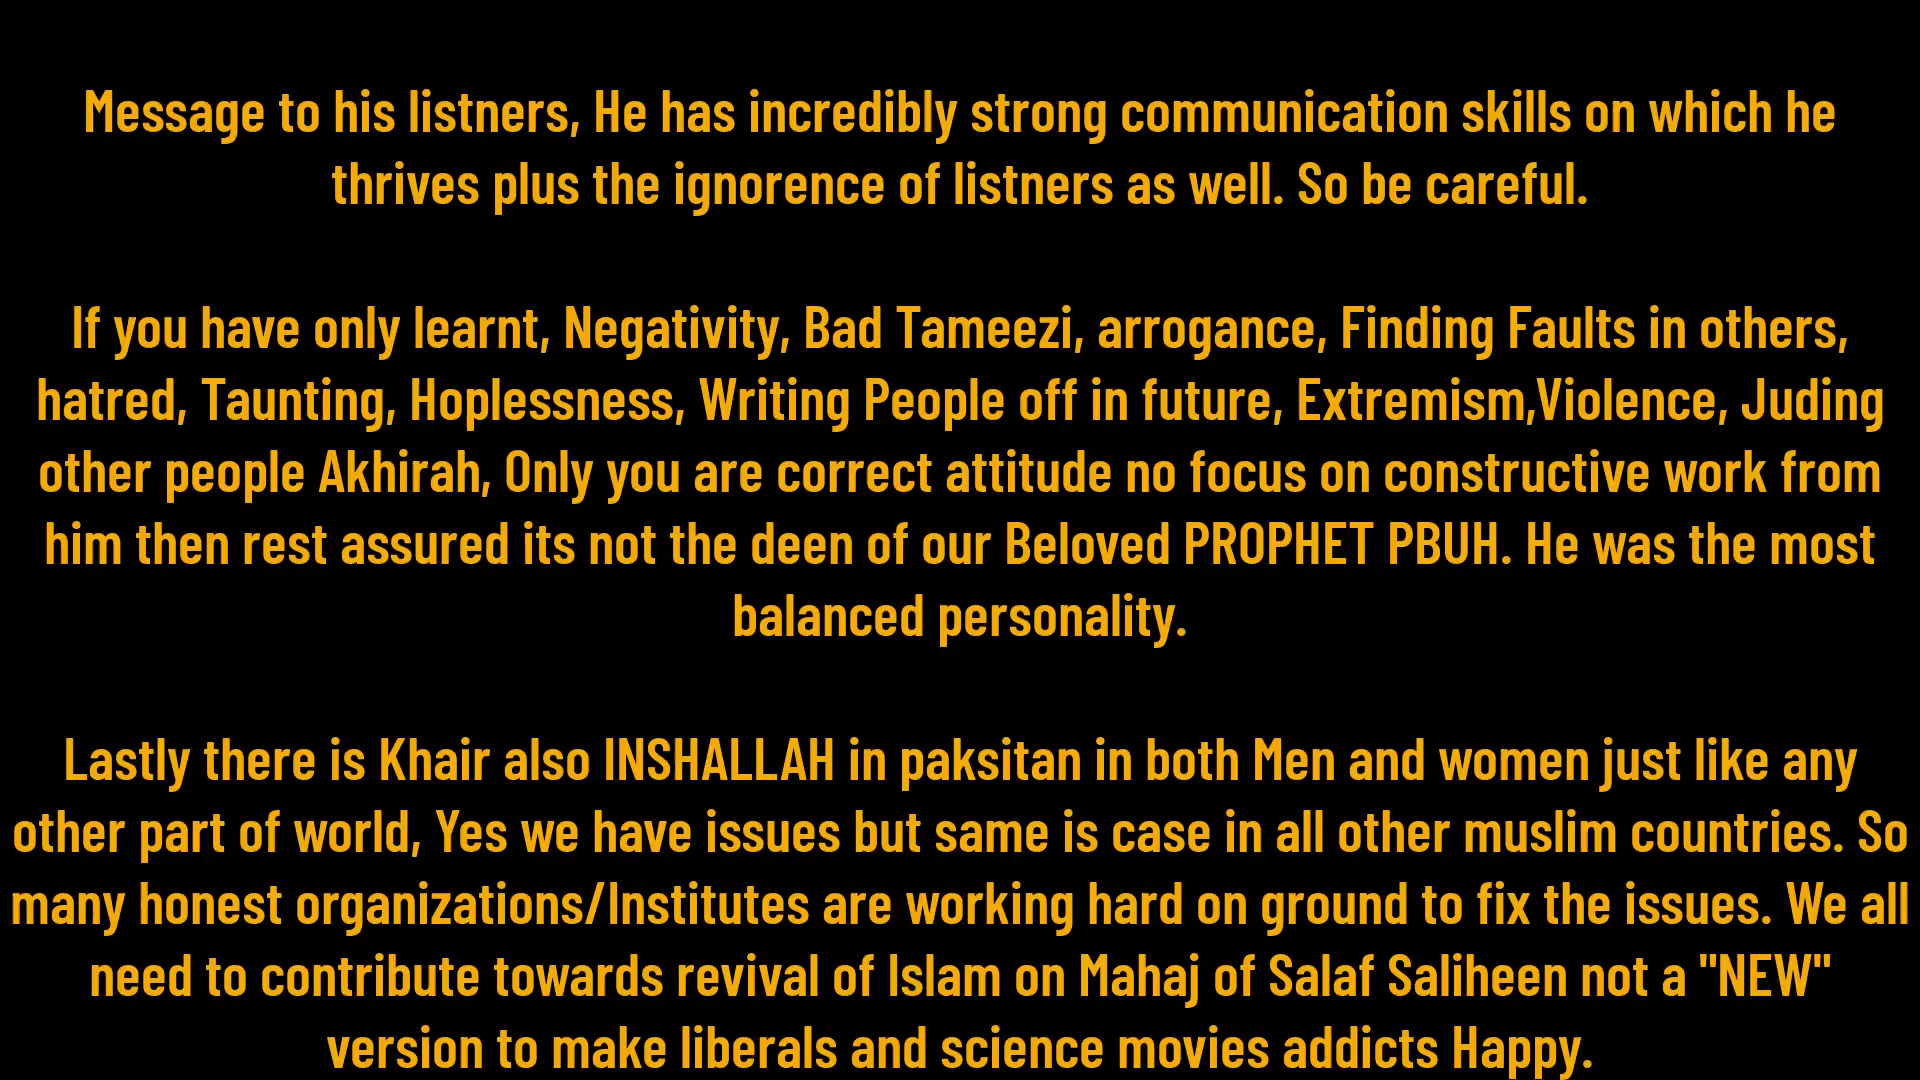 Message to his listners, He has incredibly strong communication skills on which he
thrives plus the ignorence of listners as well. So be careful.
If you have only learnt, Negativity, Bad Tameezi, arrogance, Finding Faults in others,
hatred, Taunting, Hoplessness, Writing People off in future, Extremism,Violence, Juding
other people Akhirah, Only you are correct attitude no focus on constructive work from
him then rest assured its not the deen of our Beloved PROPHET PBUH. He was the most
balanced personality.
Lastly there is Khair also INSHALLAH in paksitan in both Men and women just like any
other part of world, Yes we have issues but same is case in all other muslim countries. So
many honest organizations/Institutes are working hard on ground to fix the issues. We all
need to contribute towards revival of Islam on Mahaj of Salaf Saliheen not a "NEW"
version to make liberals and science movies addicts Happy.